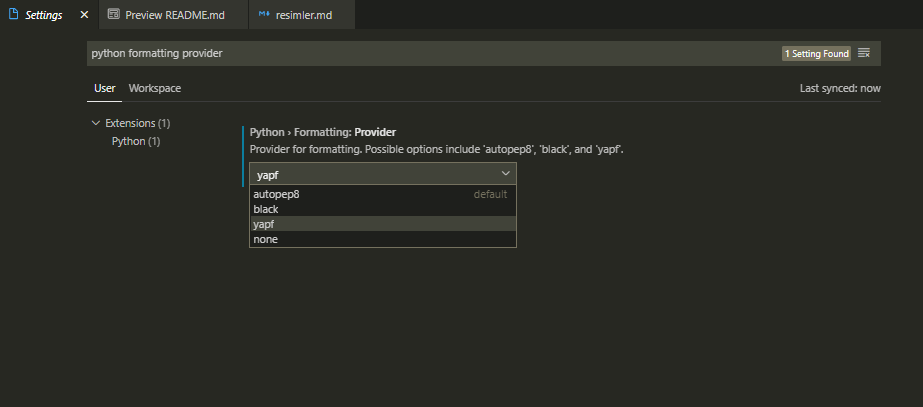 Settings
Preview README.md
resimler.md
python formatting provider
1 Setting Found
User
Workspace
Last synced: now
Extensions (1)
Python (1)
Python › Formatting: Provider
Provider for formatting. Possible options include 'autopep8', 'black', and 'yapf'.
yapf
autopep8 default
black
yapf
none